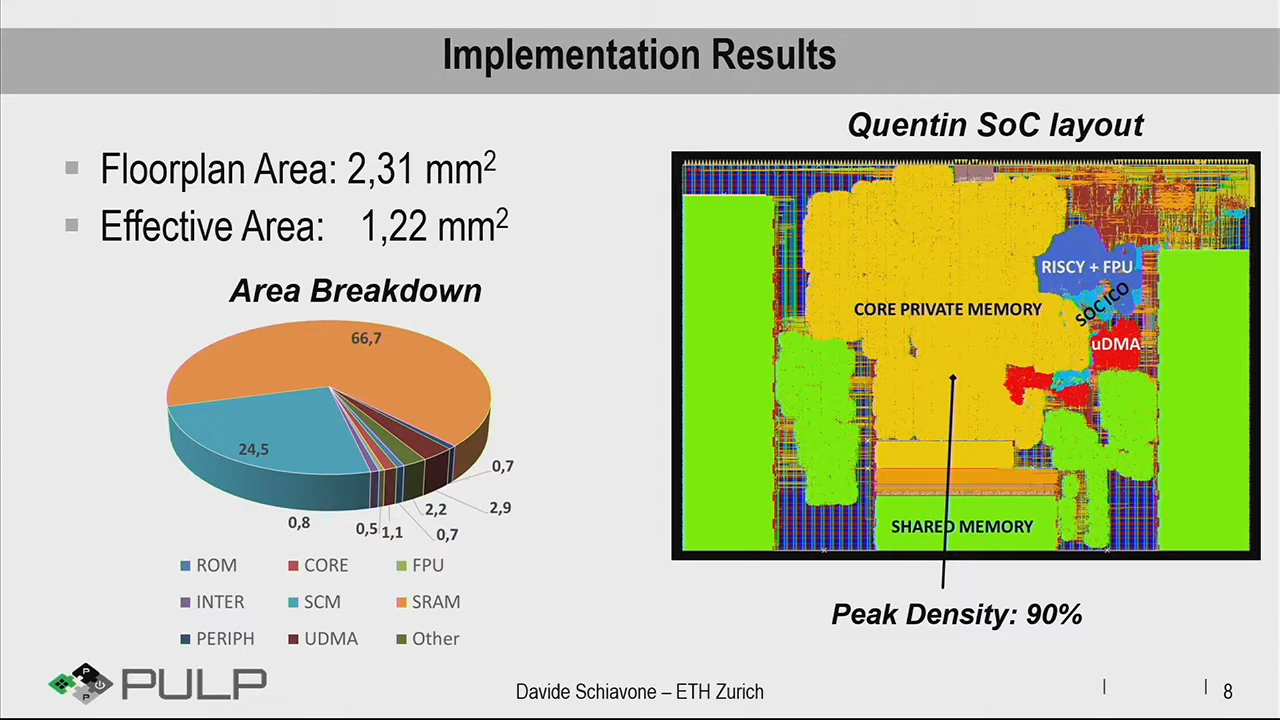 Implementation Results
Floorplan Area: 2,31 mm²
Effective Area: 1,22 mm²
Area Breakdown
66,7
24,5
0,7
2,9
2,2
0,7
1,1
0,5
0,8
ROM CORE FPU
INTER SCM SRAM
PERIPH UDMA Other
Quentin SoC layout
RISCY + FPU
SOC ICO
CORE PRIVATE MEMORY
uDMA
SHARED MEMORY
Peak Density: 90%
PULP
Davide Schiavone – ETH Zurich
8